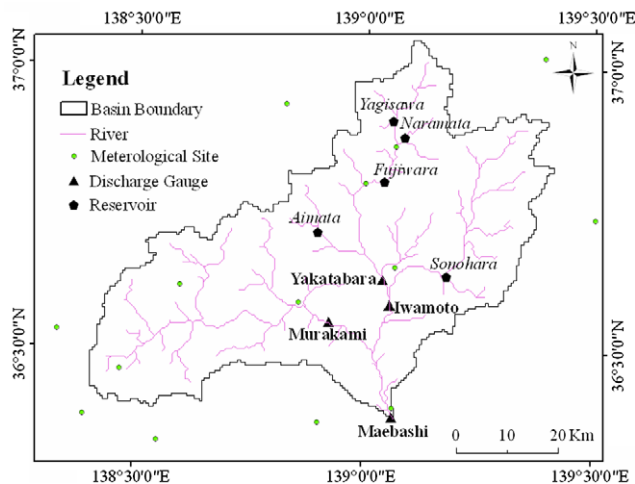 138°30'0"E 139°0'0"E 139°30'0"E
37°0'0"N
37°0'0"N
N
Legend
Basin Boundary
River
Meterological Site
Discharge Gauge
Reservoir
Yagisawa
Naramata
Fujiwara
Aimata
Sonohara
Yakatabara
Iwamoto
Murakami
36°30'0"N
36°30'0"N
Maebashi
0 10 20 Km
138°30'0"E 139°0'0"E 139°30'0"E